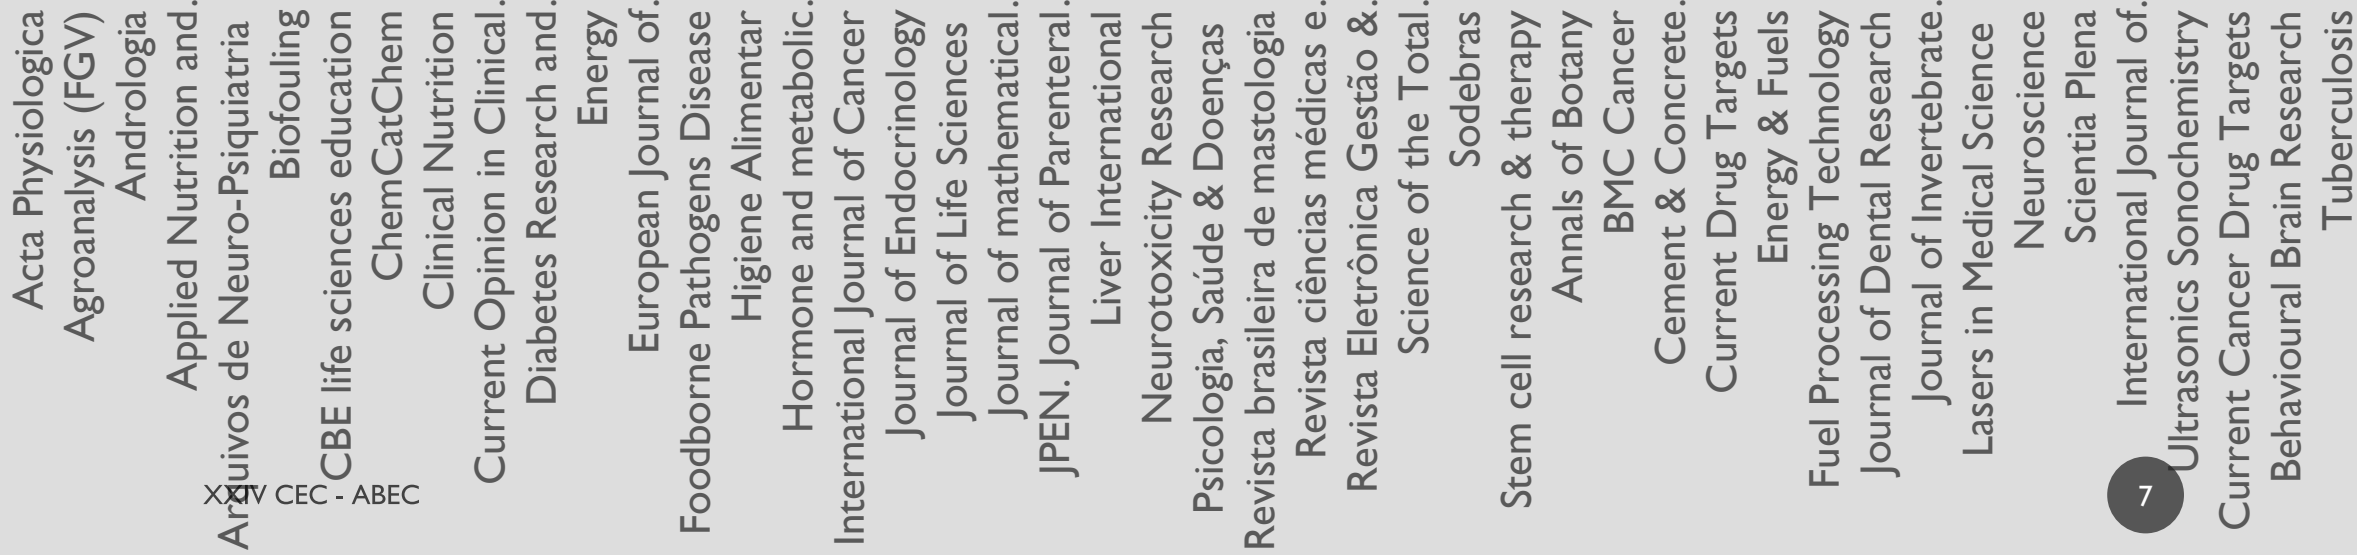 Acta Physiologica
Agroanalysis (FGV)
Andrologia
Applied Nutrition and.
Arquivos de Neuro-Psiquiatria
Biofouling
CBE life sciences education
ChemCatChem
Clinical Nutrition
Current Opinion in Clinical.
Diabetes Research and.
Energy
European Journal of.
Foodborne Pathogens Disease
Higiene Alimentar
Hormone and metabolic.
International Journal of Cancer
Journal of Endocrinology
Journal of Life Sciences
Journal of mathematical.
JPEN. Journal of Parenteral.
Liver International
Neurotoxicity Research
Psicologia, Saúde & Doenças
Revista brasileira de mastologia
Revista ciências médicas e.
Revista Eletrônica Gestão &.
Science of the Total.
Sodebras
Stem cell research & therapy
Annals of Botany
BMC Cancer
Cement & Concrete.
Current Drug Targets
Energy & Fuels
Fuel Processing Technology
Journal of Dental Research
Journal of Invertebrate.
Lasers in Medical Science
Neuroscience
Scientia Plena
International Journal of.
Ultrasonics Sonochemistry
Current Cancer Drug Targets
Behavioural Brain Research
Tuberculosis
XXIV CEC - ABEC
7